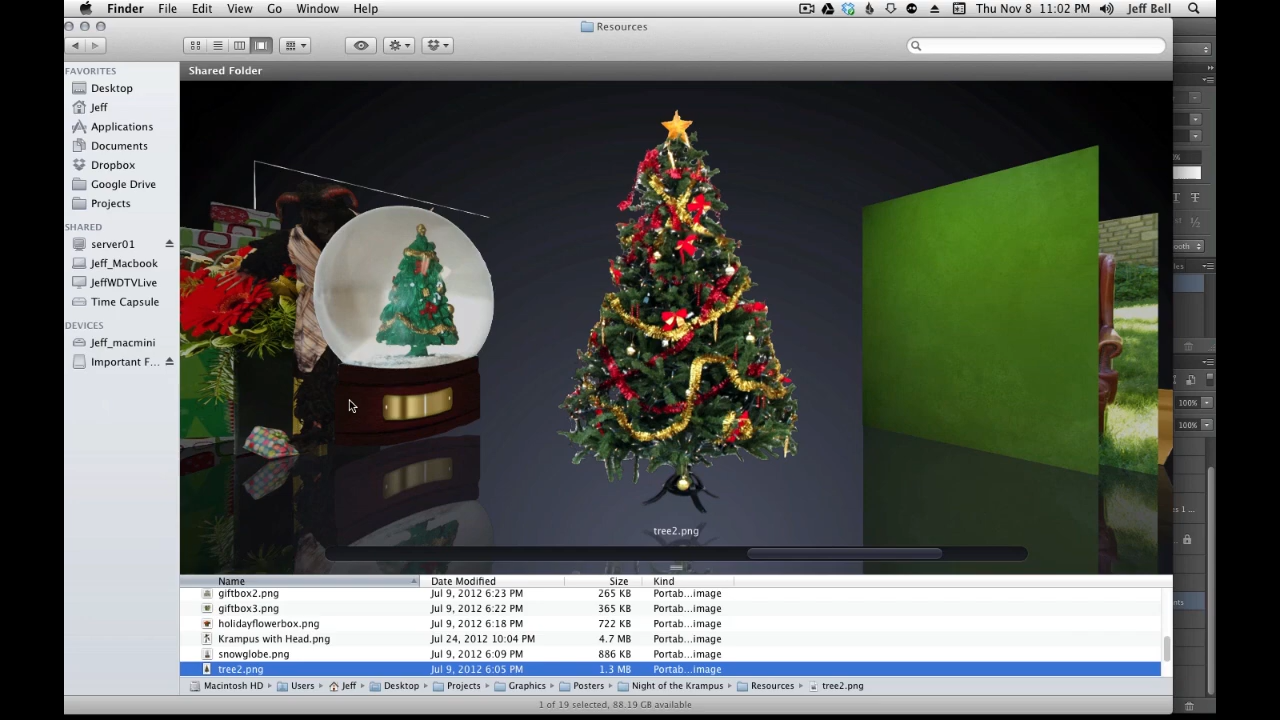 Finder File Edit View Go Window Help Thu Nov 8 11:02 PM Jeff Bell
Resources
Shared Folder
FAVORITES
Desktop
Jeff
Applications
Documents
Dropbox
Google Drive
Projects
SHARED
server01
Jeff_Macbook
JeffWDTVLive
Time Capsule
DEVICES
Jeff_macmini
Important F...
tree2.png
Name Date Modified Size Kind
giftbox2.png Jul 9, 2012 6:23 PM 265 KB Portab...image
giftbox3.png Jul 9, 2012 6:22 PM 365 KB Portab...image
holidayflowerbox.png Jul 9, 2012 6:18 PM 722 KB Portab...image
Krampus with Head.png Jul 24, 2012 10:04 PM 4.7 MB Portab...image
snowglobe.png Jul 9, 2012 6:09 PM 886 KB Portab...image
tree2.png Jul 9, 2012 6:05 PM 1.3 MB Portab...image
Macintosh HD Users Jeff Desktop Projects Graphics Posters Night of the Krampus Resources tree2.png
1 of 19 selected, 88.19 GB available
100%
100%